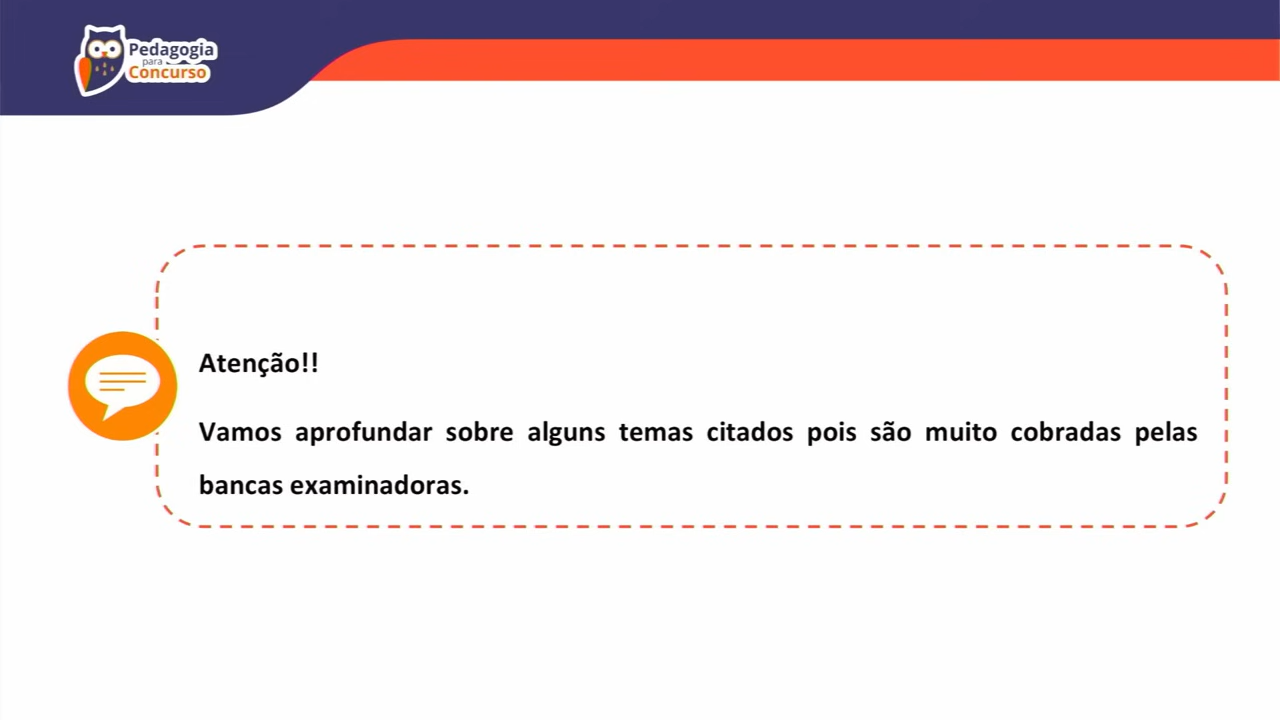 Pedagogia
para
Concurso
Atenção!!
Vamos aprofundar sobre alguns temas citados pois são muito cobradas pelas
bancas examinadoras.